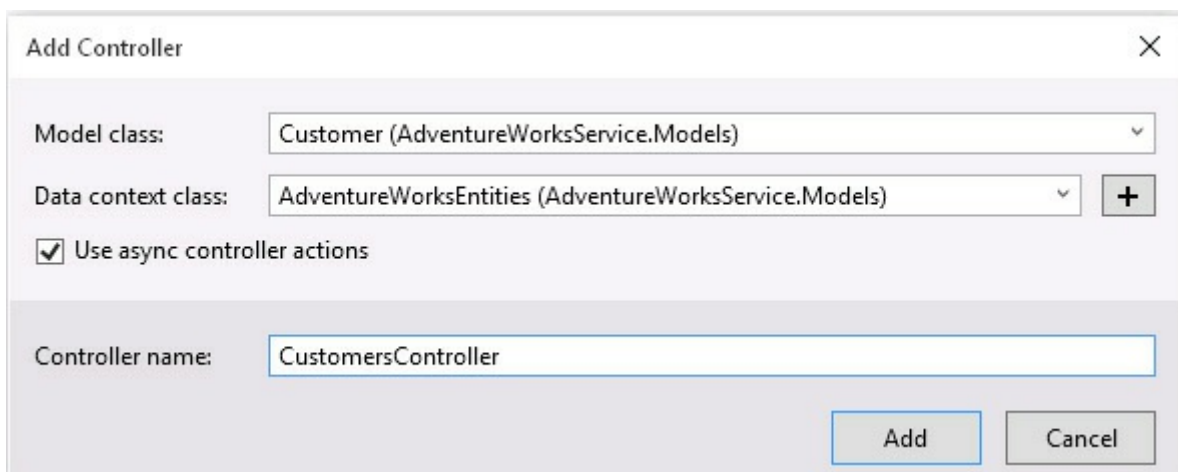 Add Controller
Model class: Customer (AdventureWorksService.Models)
Data context class: AdventureWorksEntities (AdventureWorksService.Models) +
Use async controller actions
Controller name: CustomersController
Add Cancel